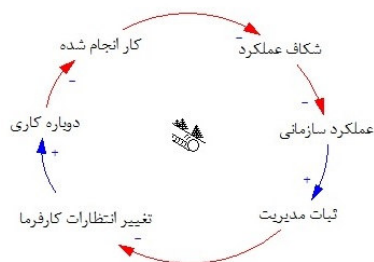 کار انجام شده
شکاف عملکرد
عملکرد سازمانی
ثبات مدیریت
تغییر انتظارات کارفرما
دوباره کاری
-
-
+
-
+
-